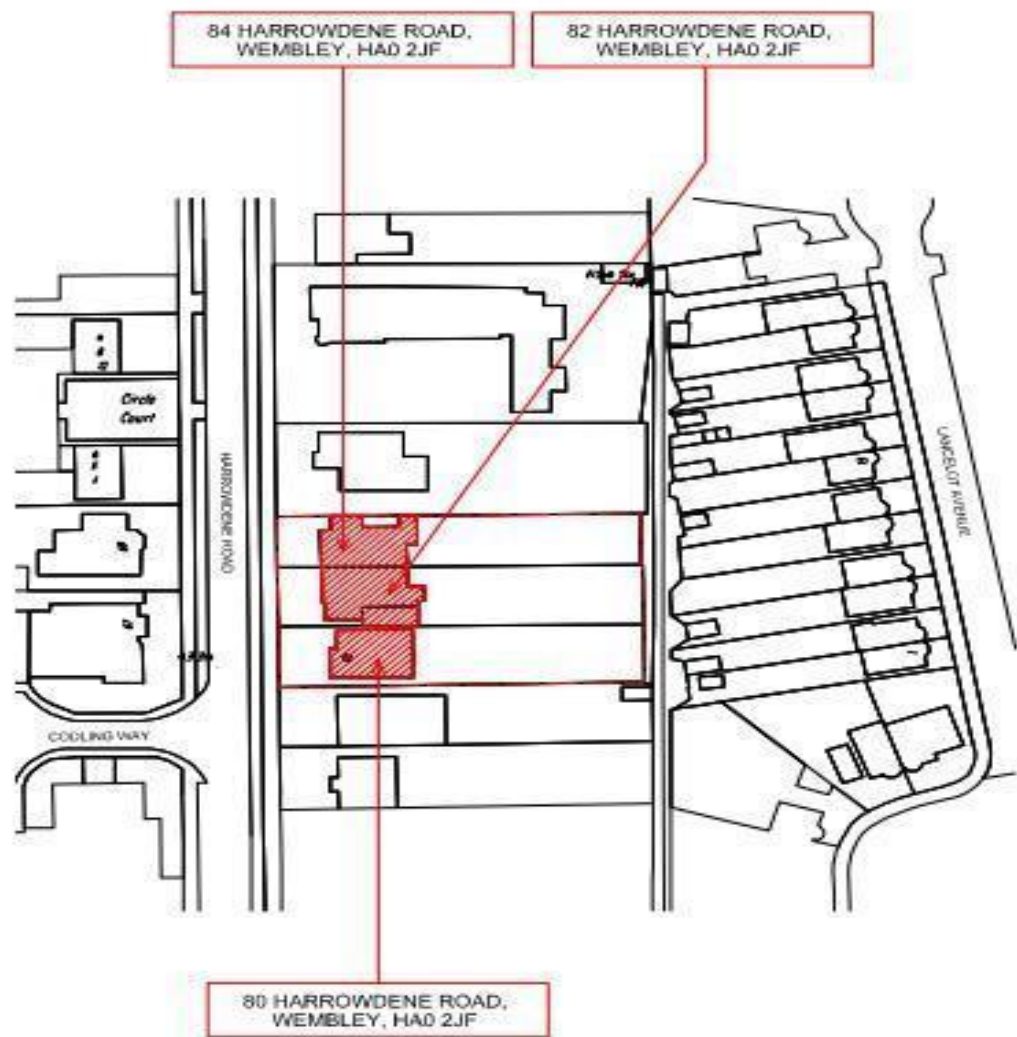 84 HARROWDENE ROAD,
WEMBLEY, HA0 2JF
82 HARROWDENE ROAD,
WEMBLEY, HA0 2JF
Circle
Court
HARROWDENE ROAD
LANCELOT AVENUE
CODLING WAY
80 HARROWDENE ROAD,
WEMBLEY, HA0 2JF